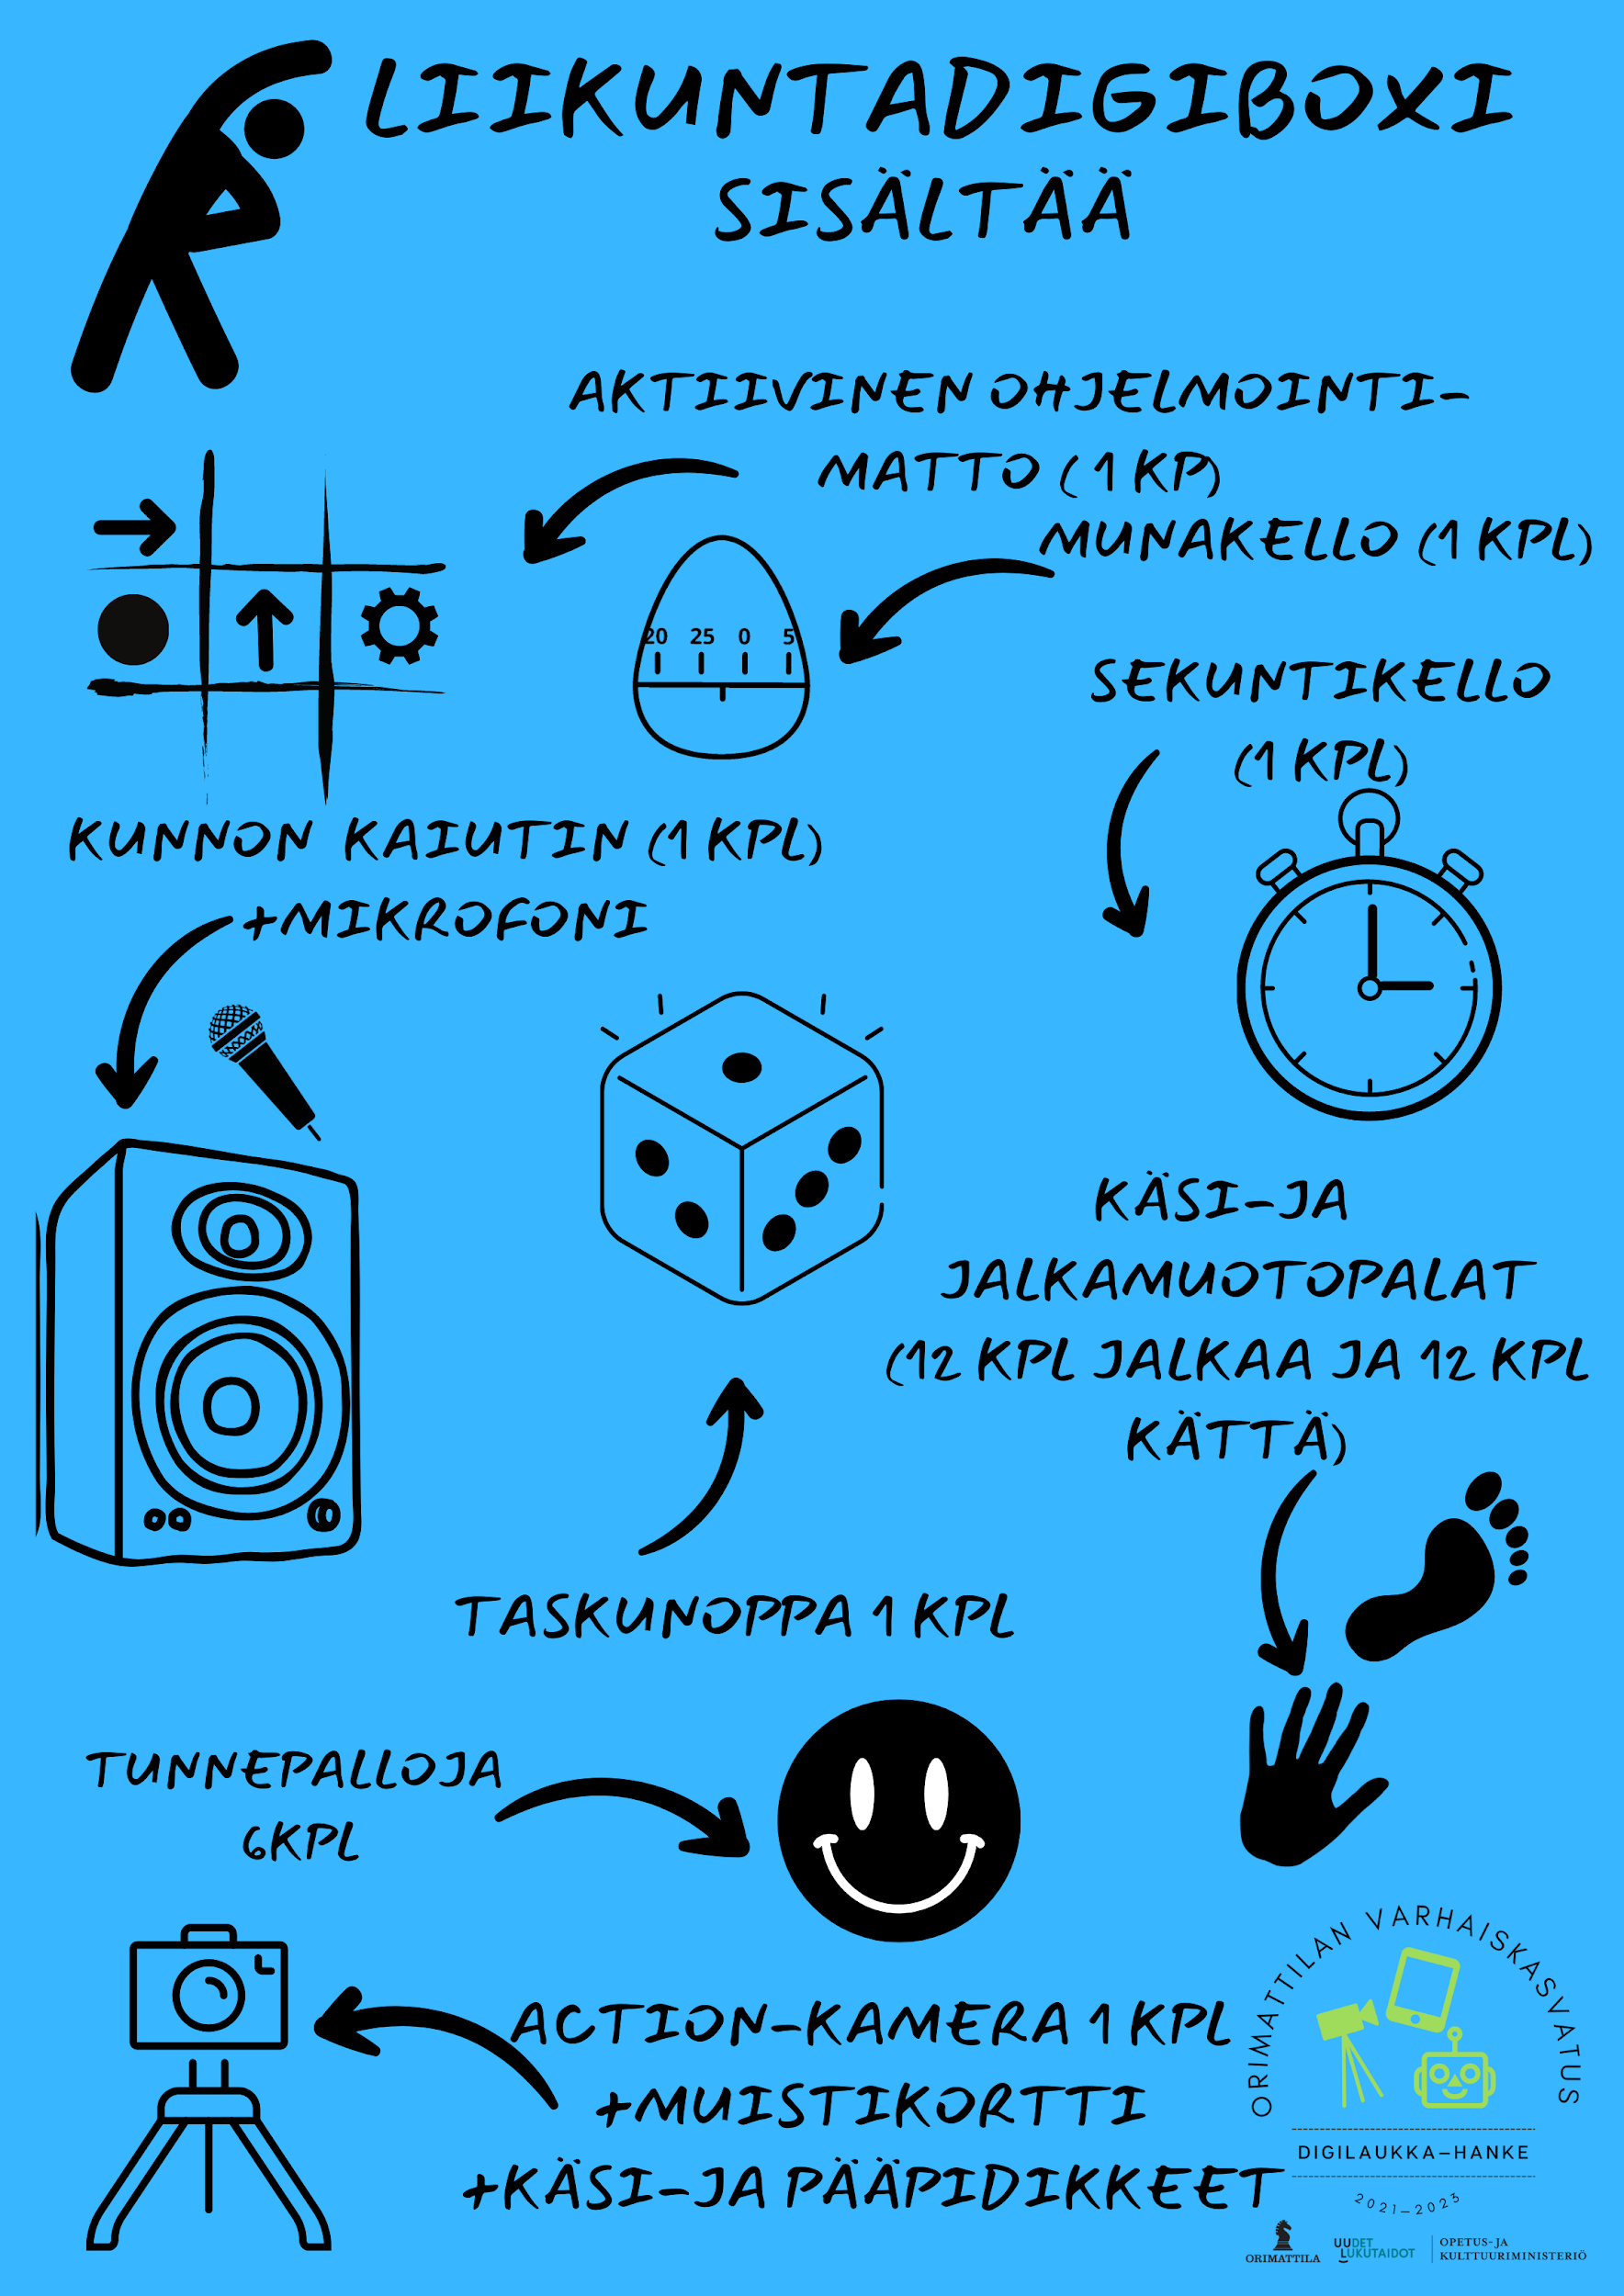 LIIKUNTADIGIBOXI
SISÄLTÄÄ
AKTIIVINEN OHJELMOINTI-
MATTO (1 KP)
MUNAKELLO (1 KPL)
20 25 0 5
SEKUNTIKELLO
(1 KPL)
KUNNON KAIUTIN (1 KPL)
+MIKROFONI
KÄSI-JA
JALKAMUOTOPALAT
(12 KPL JALKAA JA 12 KPL
KÄTTÄ)
TASKUNOPPA 1 KPL
TUNNEPALLOJA
6KPL
ACTION-KAMERA 1 KPL
+MUISTIKORTTI
+KÄSI-JA PÄÄPIDIKKEET
ORIMATTILAN VARHAISKASVATUS
DIGILAUKKA-HANKE
2021-2023
ORIMATTILA
UUDET
LUKUTAIDOT
OPETUS- JA
KULTTUURIMINISTERIÖ